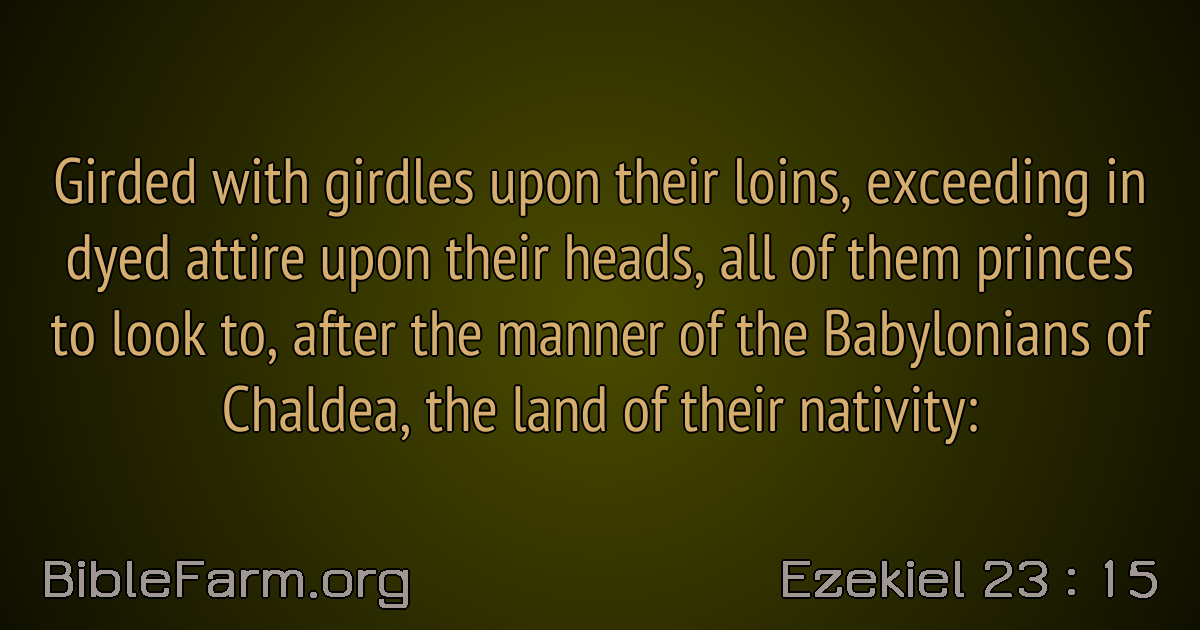 Girded with girdles upon their loins, exceeding in
dyed attire upon their heads, all of them princes
to look to, after the manner of the Babylonians of
Chaldea, the land of their nativity:
BibleFarm.org
Ezekiel 23 : 15